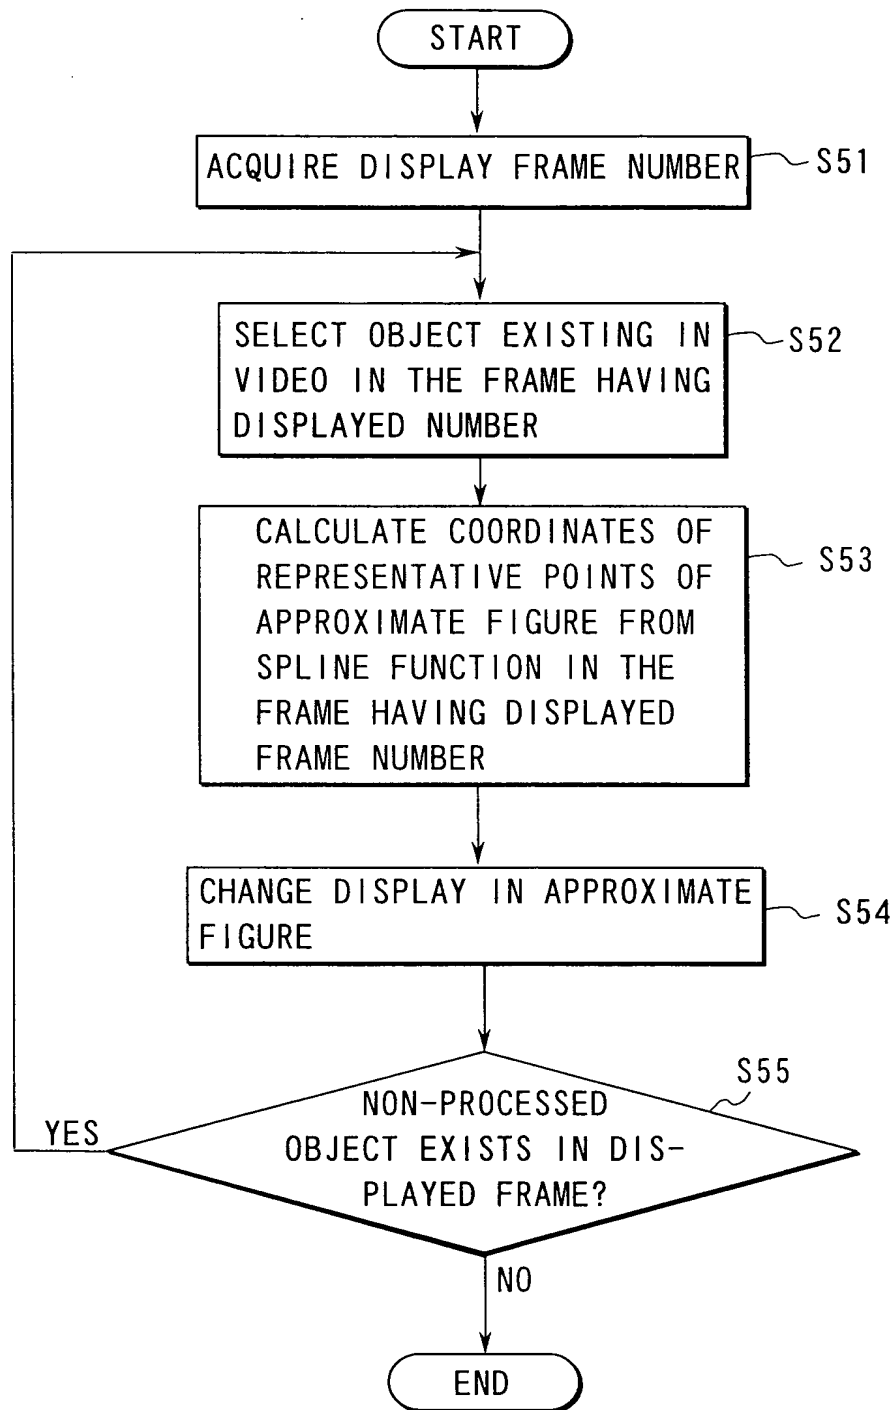 START
ACQUIRE DISPLAY FRAME NUMBER
S51
SELECT OBJECT EXISTING IN
VIDEO IN THE FRAME HAVING
DISPLAYED NUMBER
S52
CALCULATE COORDINATES OF
REPRESENTATIVE POINTS OF
APPROXIMATE FIGURE FROM
SPLINE FUNCTION IN THE
FRAME HAVING DISPLAYED
FRAME NUMBER
S53
CHANGE DISPLAY IN APPROXIMATE
FIGURE
S54
S55
NON-PROCESSED
OBJECT EXISTS IN DIS-
PLAYED FRAME?
YES
NO
END